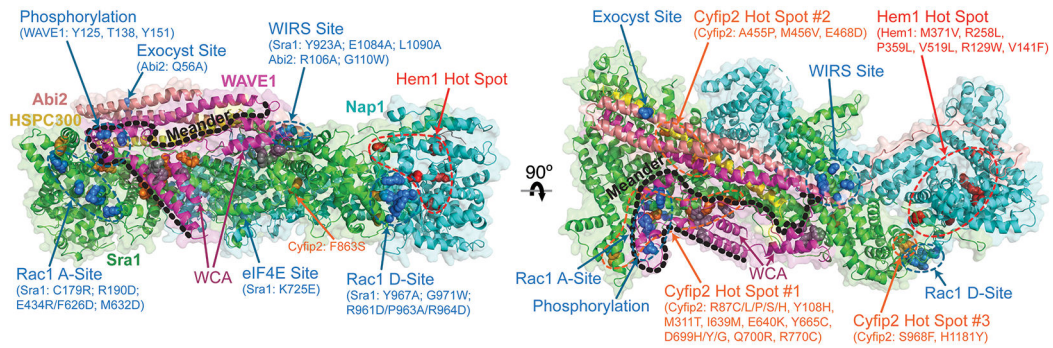 Phosphorylation
(WAVE1: Y125, T138, Y151)
Exocyst Site
(Abi2: Q56A)
WIRS Site
(Sra1: Y923A; E1084A; L1090A
Abi2: R106A; G110W)
WAVE1
Abi2
HSPC300
Meander
Hem1 Hot Spot
Nap1
Cyfip2: F863S
Sra1
WCA
Rac1 A-Site
(Sra1: C179R; R190D;
E434R/F626D; M632D)
eIF4E Site
(Sra1: K725E)
Rac1 D-Site
(Sra1: Y967A; G971W;
R961D/P963A/R964D)
90º
Exocyst Site
Cyfip2 Hot Spot #2
(Cyfip2: A455P, M456V, E468D)
Hem1 Hot Spot
(Hem1: M371V, R258L,
P359L, V519L, R129W, V141F)
WIRS Site
Meander
Rac1 A-Site
Phosphorylation
WCA
Cyfip2 Hot Spot #1
(Cyfip2: R87C/L/P/S/H, Y108H,
M311T, I639M, E640K, Y665C,
D699H/Y/G, Q700R, R770C)
Rac1 D-Site
Cyfip2 Hot Spot #3
(Cyfip2: S968F, H1181Y)